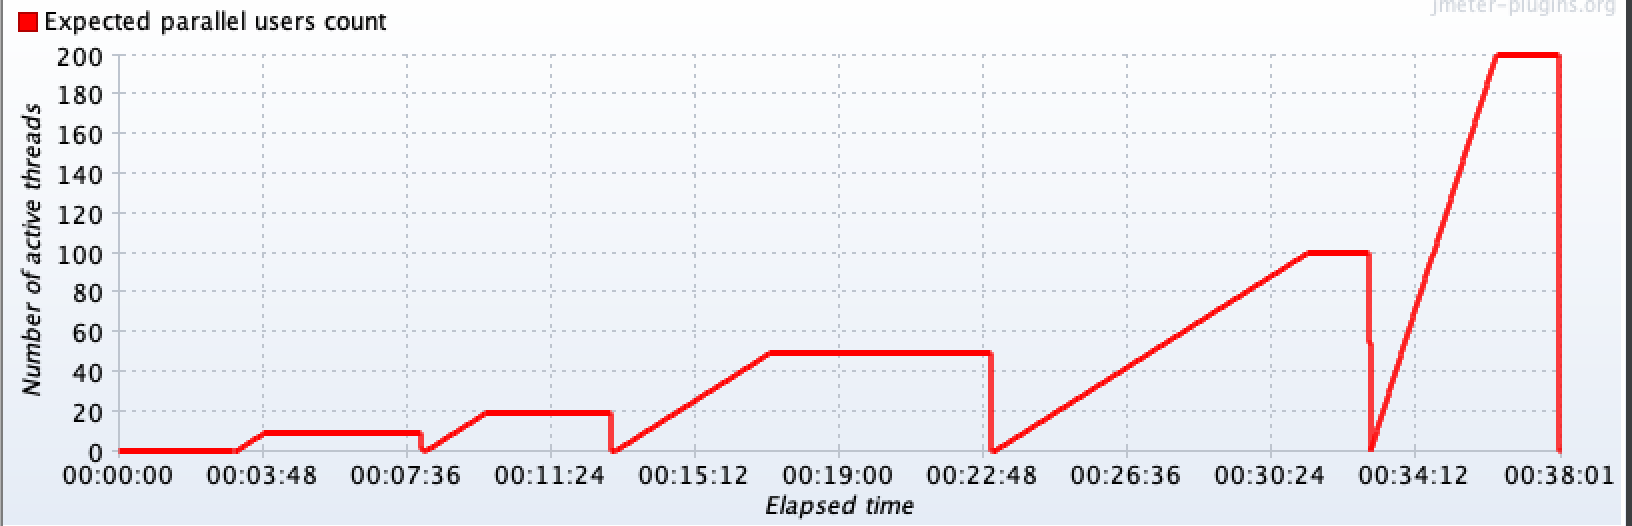 jmeter-plugins.org
Expected parallel users count
200
180
160
140
120
100
80
60
40
20
0
Number of active threads
00:00:00 00:03:48 00:07:36 00:11:24 00:15:12 00:19:00 00:22:48 00:26:36 00:30:24 00:34:12 00:38:01
Elapsed time